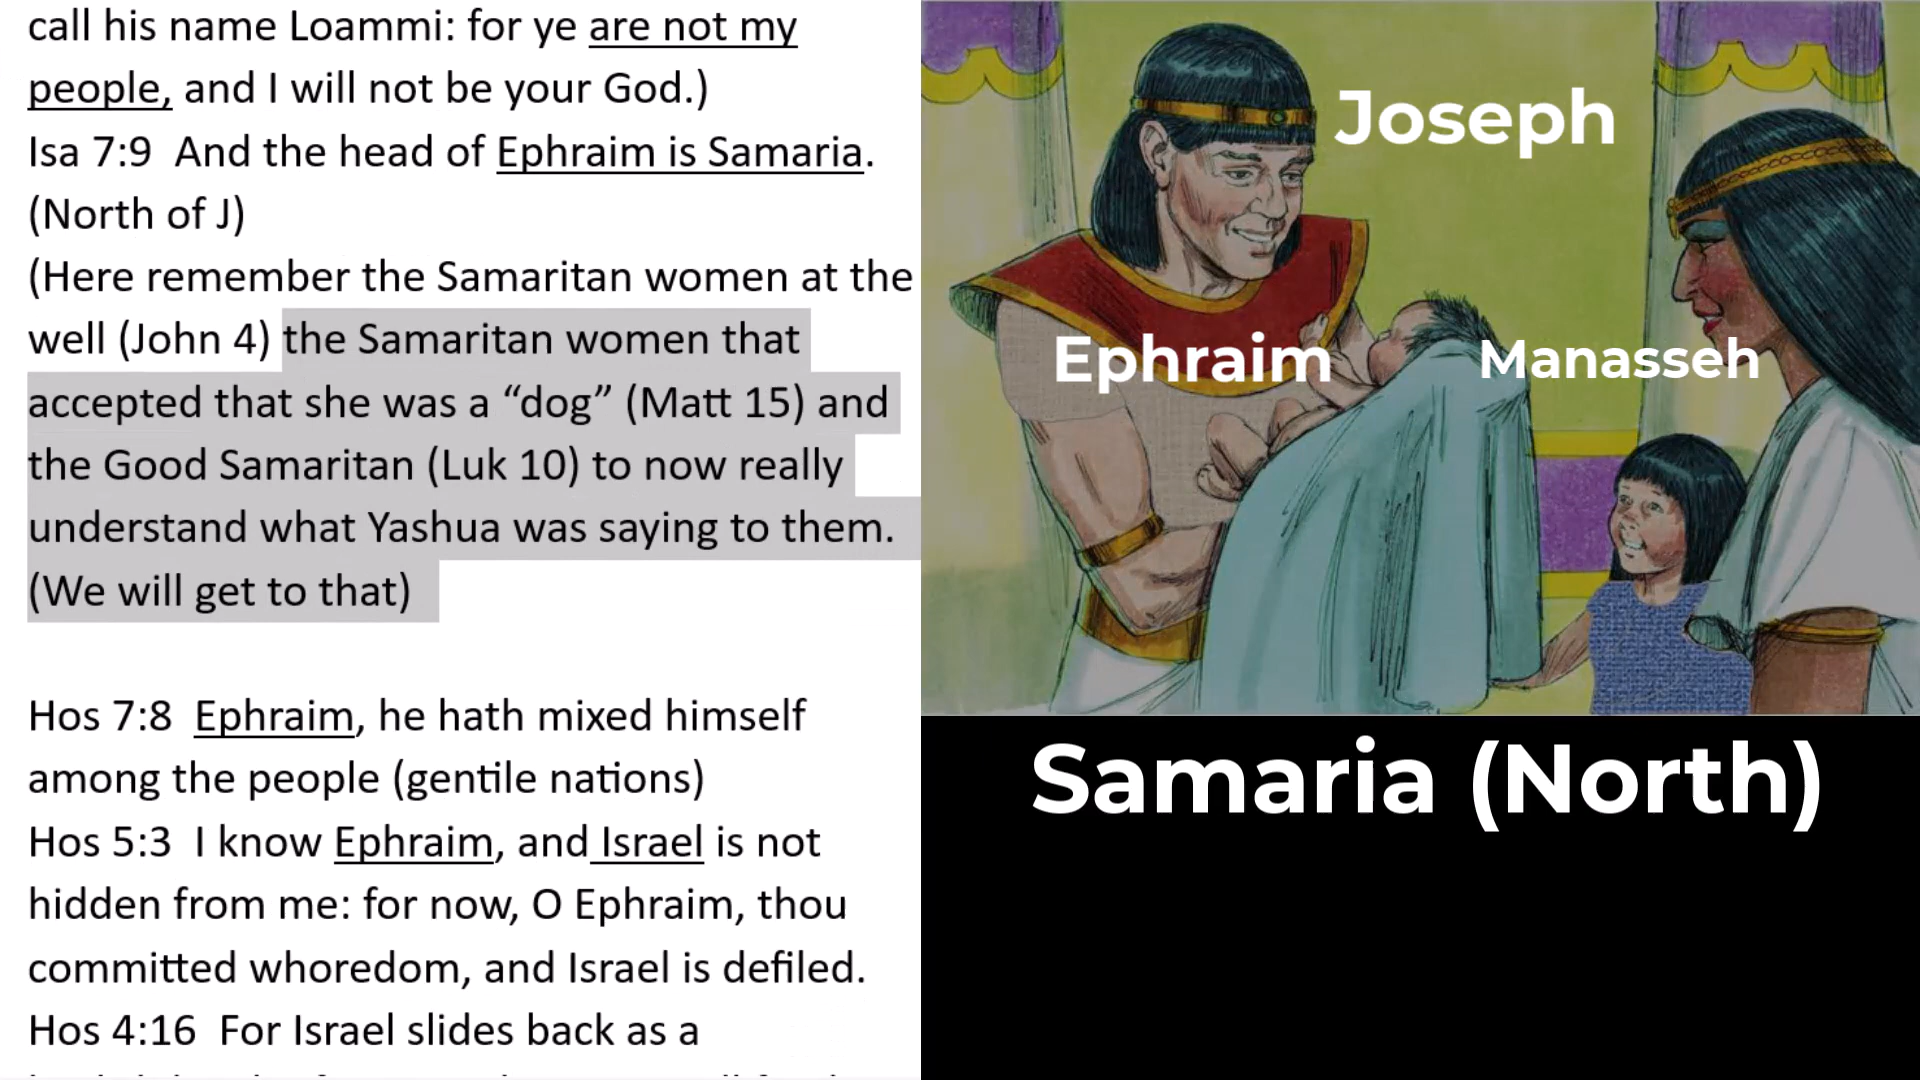 call his name Loammi: for ye are not my
people, and I will not be your God.)
Isa 7:9  And the head of Ephraim is Samaria.
(North of J)
(Here remember the Samaritan women at the
well (John 4) the Samaritan women that
accepted that she was a “dog” (Matt 15) and
the Good Samaritan (Luk 10) to now really
understand what Yashua was saying to them.
(We will get to that)
Hos 7:8  Ephraim, he hath mixed himself
among the people (gentile nations)
Hos 5:3  I know Ephraim, and Israel is not
hidden from me: for now, O Ephraim, thou
committed whoredom, and Israel is defiled.
Hos 4:16  For Israel slides back as a
Joseph
Ephraim
Manasseh
Samaria (North)